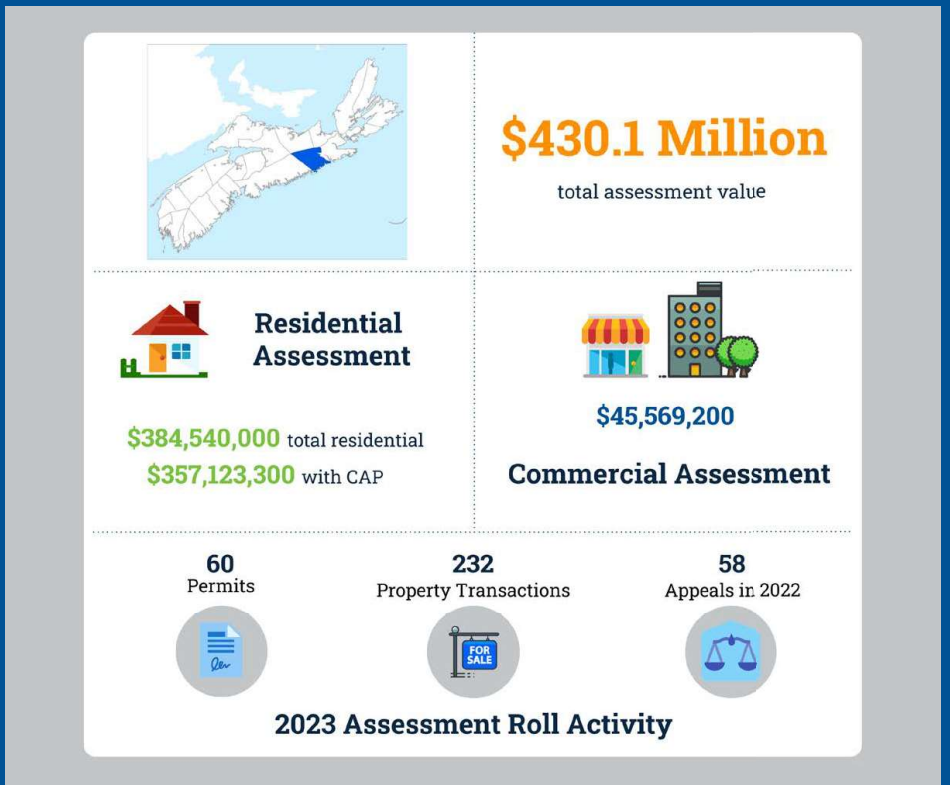 $430.1 Million
total assessment value
Residential
Assessment
$384,540,000 total residential
$357,123,300 with CAP
$45,569,200
Commercial Assessment
60
Permits
232
Property Transactions
58
Appeals in 2022
FOR
SALE
2023 Assessment Roll Activity